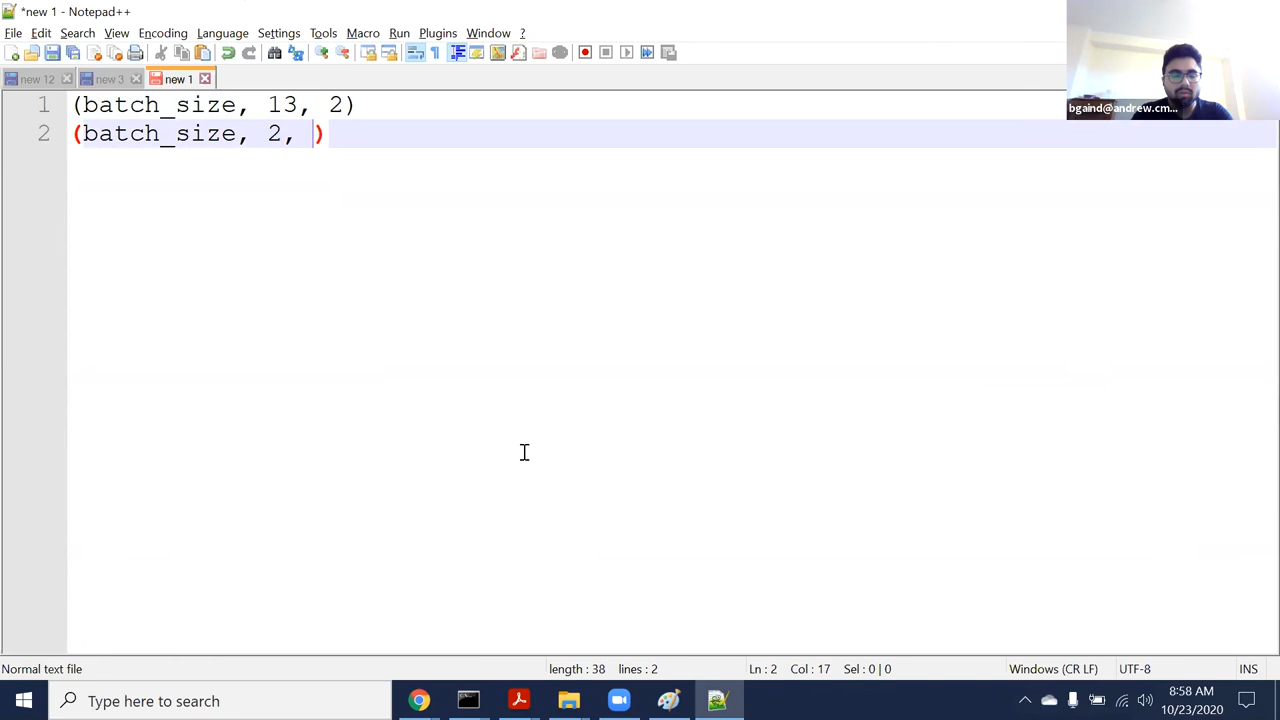 *new 1 - Notepad++
File Edit Search View Encoding Language Settings Tools Macro Run Plugins Window ?
new 12 new 3 new 1
bgaind@andrew.cm...
1 (batch_size, 13, 2)
2 (batch_size, 2, )
Normal text file length : 38 lines : 2 Ln : 2 Col : 17 Sel : 0 | 0 Windows (CR LF) UTF-8 INS
Type here to search
8:58 AM
10/23/2020